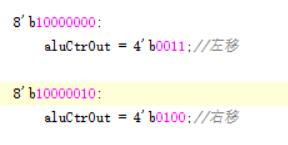 8'b10000000:
aluCtrOut = 4'b0011;//左移
8'b10000010:
aluCtrOut = 4'b0100;//右移